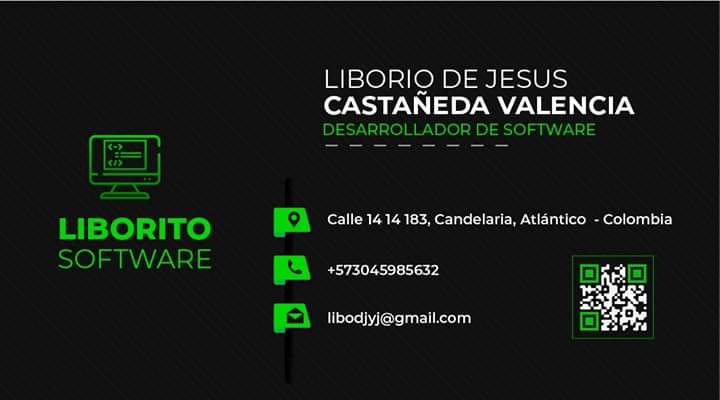 LIBORIO DE JESUS
CASTAÑEDA VALENCIA
DESARROLLADOR DE SOFTWARE
LIBORITO
SOFTWARE
Calle 14 14 183, Candelaria, Atlántico - Colombia
+573045985632
libodjyj@gmail.com